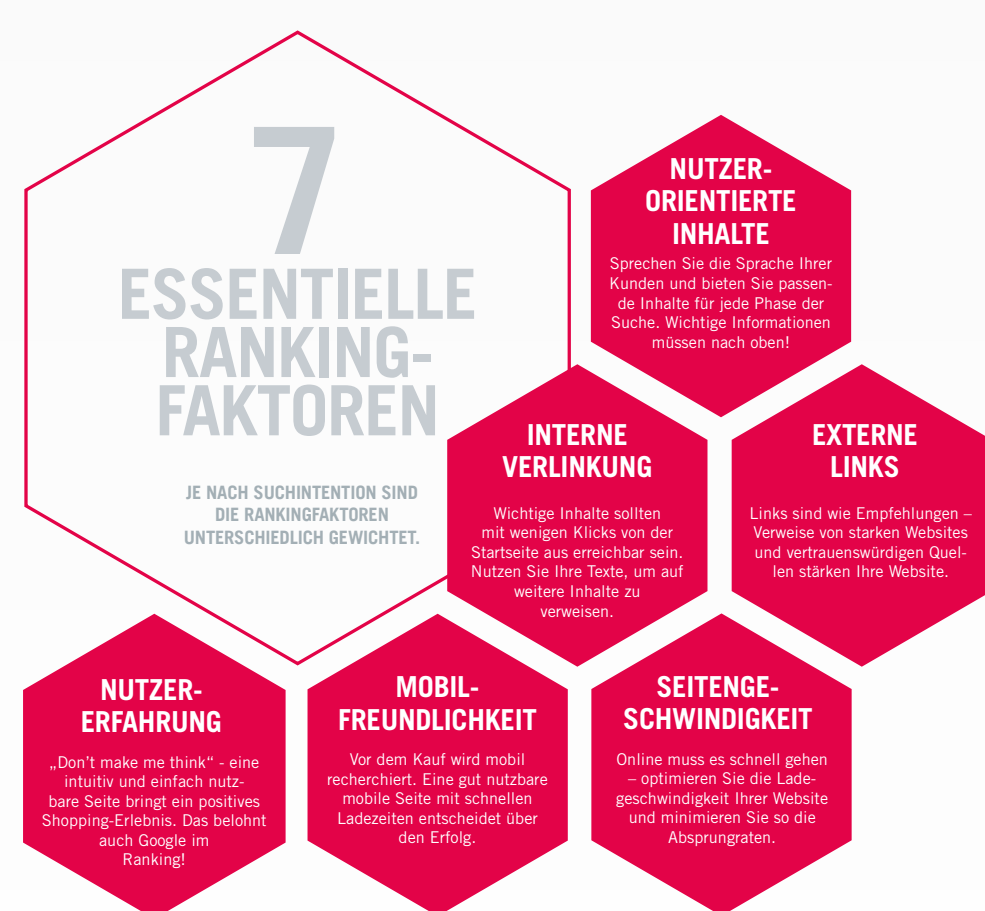 7
ESSENTIELLE
RANKING-
FAKTOREN
JE NACH SUCHINTENTION SIND
DIE RANKINGFAKTOREN
UNTERSCHIEDLICH GEWICHTET.
NUTZER-
ORIENTIERTE
INHALTE
Sprechen Sie die Sprache Ihrer
Kunden und bieten Sie passen-
de Inhalte für jede Phase der
Suche. Wichtige Informationen
müssen nach oben!
INTERNE
VERLINKUNG
Wichtige Inhalte sollten
mit wenigen Klicks von der
Startseite aus erreichbar sein.
Nutzen Sie Ihre Texte, um auf
weitere Inhalte zu
verweisen.
EXTERNE
LINKS
Links sind wie Empfehlungen –
Verweise von starken Websites
und vertrauenswürdigen Quel-
len stärken Ihre Website.
NUTZER-
ERFAHRUNG
„Don't make me think“ - eine
intuitiv und einfach nutz-
bare Seite bringt ein positives
Shopping-Erlebnis. Das belohnt
auch Google im
Ranking!
MOBIL-
FREUNDLICHKEIT
Vor dem Kauf wird mobil
recherchiert. Eine gut nutzbare
mobile Seite mit schnellen
Ladezeiten entscheidet über
den Erfolg.
SEITENGE-
SCHWINDIGKEIT
Online muss es schnell gehen
– optimieren Sie die Lade-
geschwindigkeit Ihrer Website
und minimieren Sie so die
Absprungraten.